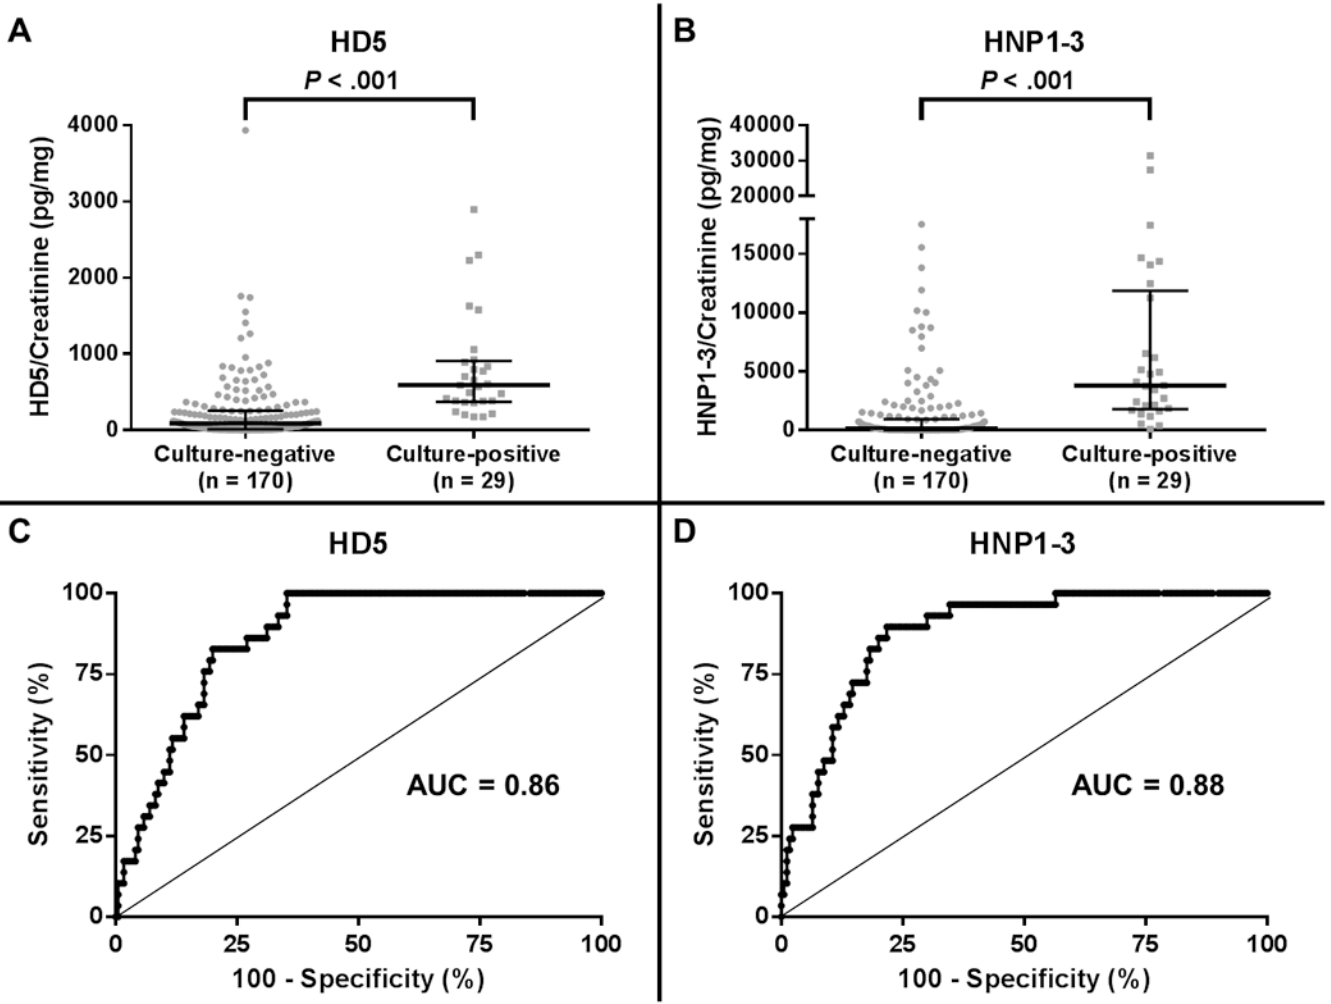 A
HD5
P < .001
HD5/Creatinine (pg/mg)
4000
3000
2000
1000
0
Culture-negative
(n = 170)
Culture-positive
(n = 29)
B
HNP1-3
P < .001
HNP1-3/Creatinine (pg/mg)
40000
30000
20000
15000
10000
5000
0
Culture-negative
(n = 170)
Culture-positive
(n = 29)
C
HD5
Sensitivity (%)
100
75
50
25
0
AUC = 0.86
0 25 50 75 100
100 - Specificity (%)
D
HNP1-3
Sensitivity (%)
100
75
50
25
0
AUC = 0.88
0 25 50 75 100
100 - Specificity (%)